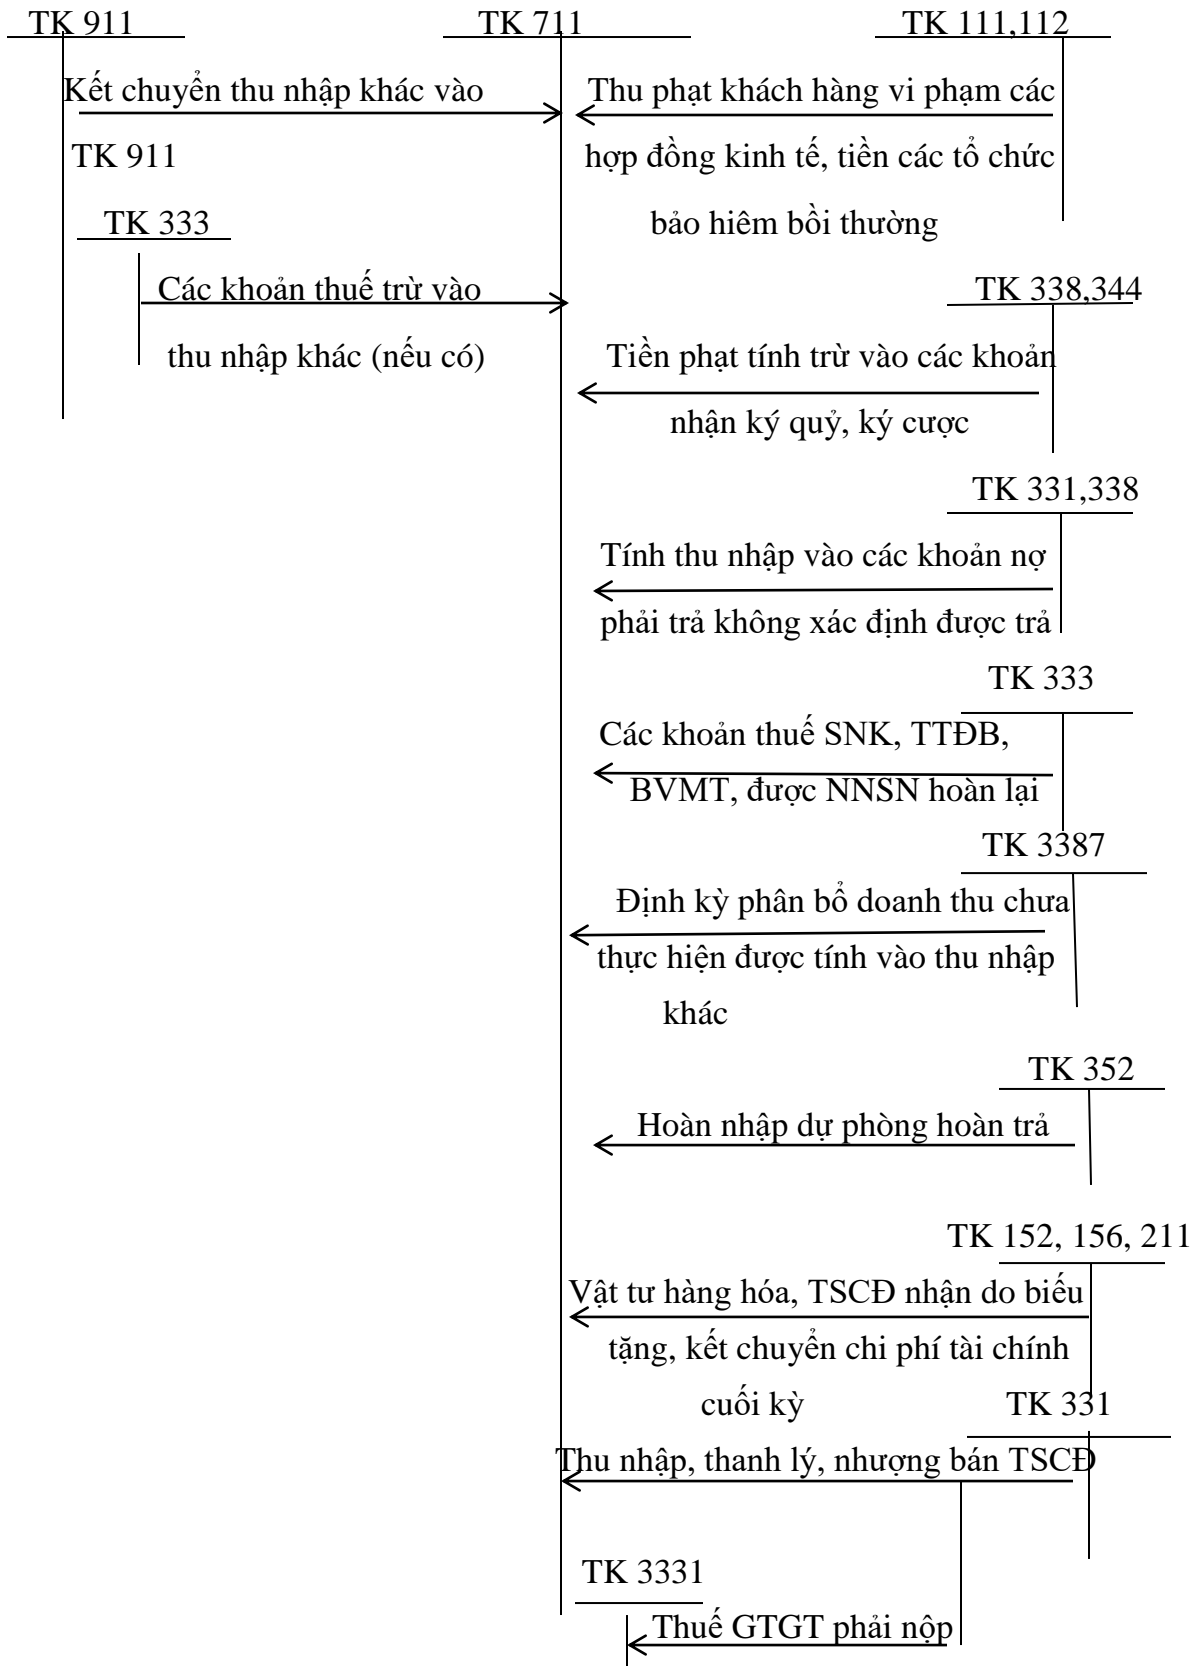 TK 911
TK 711
TK 111,112
Kết chuyển thu nhập khác vào
TK 911
Thu phạt khách hàng vi phạm các
hợp đồng kinh tế, tiền các tổ chức
bảo hiêm bồi thường
TK 333
Các khoản thuế trừ vào
thu nhập khác (nếu có)
TK 338,344
Tiền phạt tính trừ vào các khoản
nhận ký quỷ, ký cược
TK 331,338
Tính thu nhập vào các khoản nợ
phải trả không xác định được trả
TK 333
Các khoản thuế SNK, TTĐB,
BVMT, được NNSN hoàn lại
TK 3387
Định kỳ phân bổ doanh thu chưa
thực hiện được tính vào thu nhập
khác
TK 352
Hoàn nhập dự phòng hoàn trả
TK 152, 156, 211
Vật tư hàng hóa, TSCĐ nhận do biếu
tặng, kết chuyển chi phí tài chính
cuối kỳ
TK 331
Thu nhập, thanh lý, nhượng bán TSCĐ
TK 3331
Thuế GTGT phải nộp